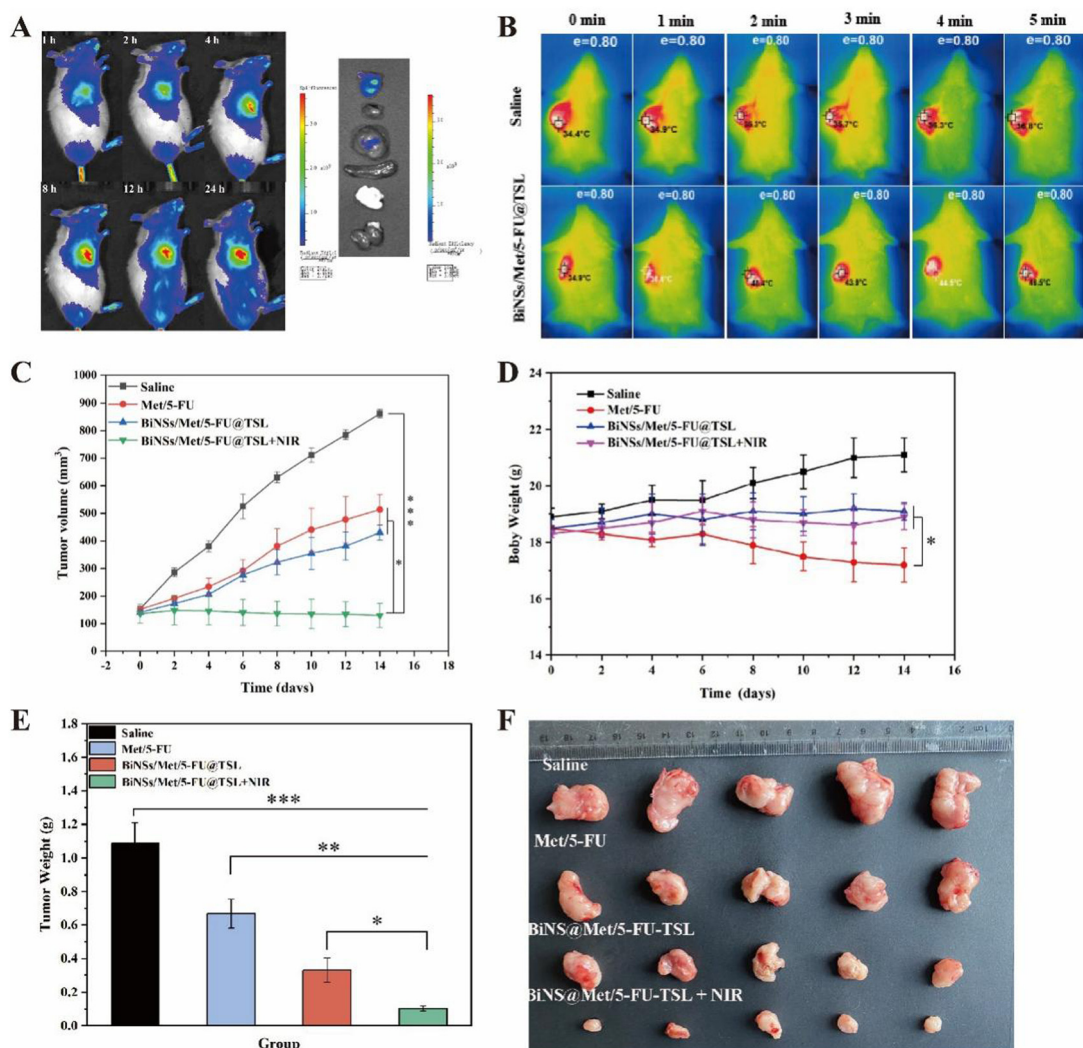 A
1 h
2 h
4 h
8 h
12 h
24 h
B
0 min
1 min
2 min
3 min
4 min
5 min
Saline
e=0.80
e=0.80
e=0.80
e=0.80
e=0.80
e=0.80
34.4°C
34.9°C
36.3°C
BiNSs/Met/5-FU@TSL
e=0.80
e=0.80
e=0.80
e=0.80
e=0.80
e=0.80
34.9°C
43.9°C
C
Tumor volume (mm³)
1000
900
800
700
600
500
400
300
200
100
0
-2
0
2
4
6
8
10
12
14
16
18
Time (days)
Saline
Met/5-FU
BiNSs/Met/5-FU@TSL
BiNSs/Met/5-FU@TSL+NIR
***
*
D
Boby Weight (g)
24
22
20
18
16
14
0
2
4
6
8
10
12
14
16
Time (days)
Saline
Met/5-FU
BiNSs/Met/5-FU@TSL
BiNSs/Met/5-FU@TSL+NIR
*
E
Tumor Weight (g)
1.8
1.6
1.4
1.2
1.0
0.8
0.6
0.4
0.2
0.0
Group
Saline
Met/5-FU
BiNSs/Met/5-FU@TSL
BiNSs/Met/5-FU@TSL+NIR
***
**
*
F
Saline
Met/5-FU
BiNS@Met/5-FU-TSL
BiNS@Met/5-FU-TSL + NIR